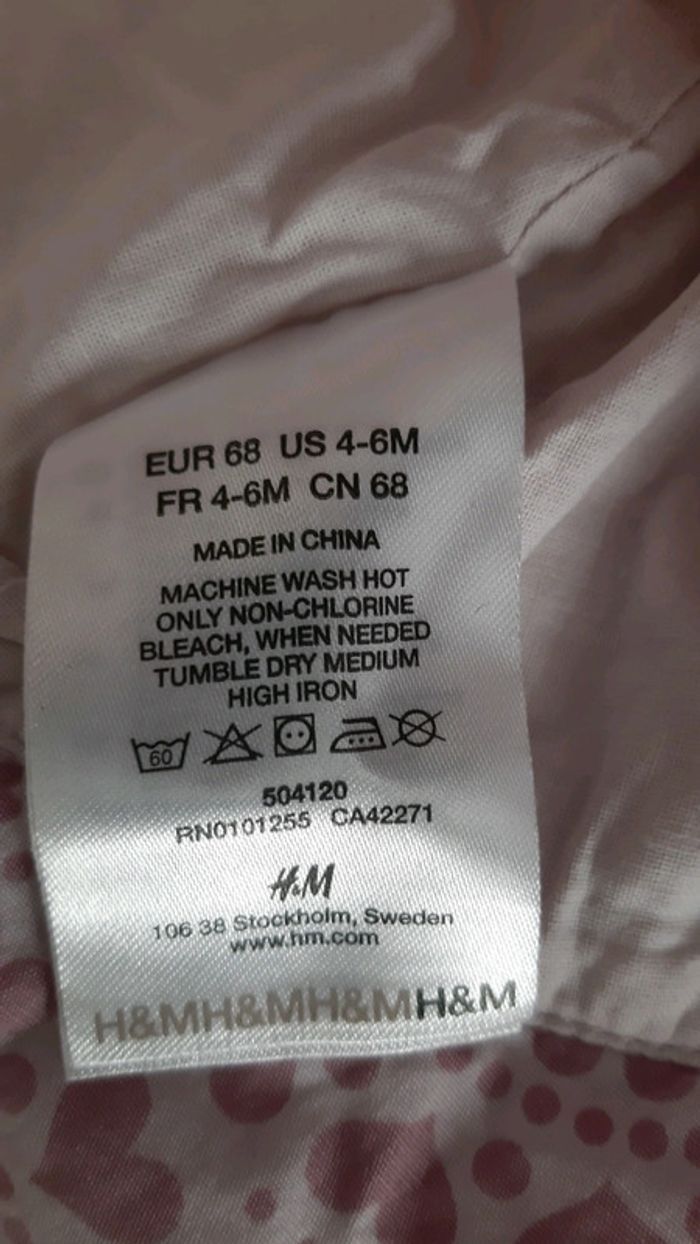 EUR 68 US 4-6M
FR 4-6M CN 68
MADE IN CHINA
MACHINE WASH HOT
ONLY NON-CHLORINE
BLEACH, WHEN NEEDED
TUMBLE DRY MEDIUM
HIGH IRON
60
504120
RN0101255 CA42271
H&M
106 38 Stockholm, Sweden
www.hm.com
H&MH&MH&MH&M